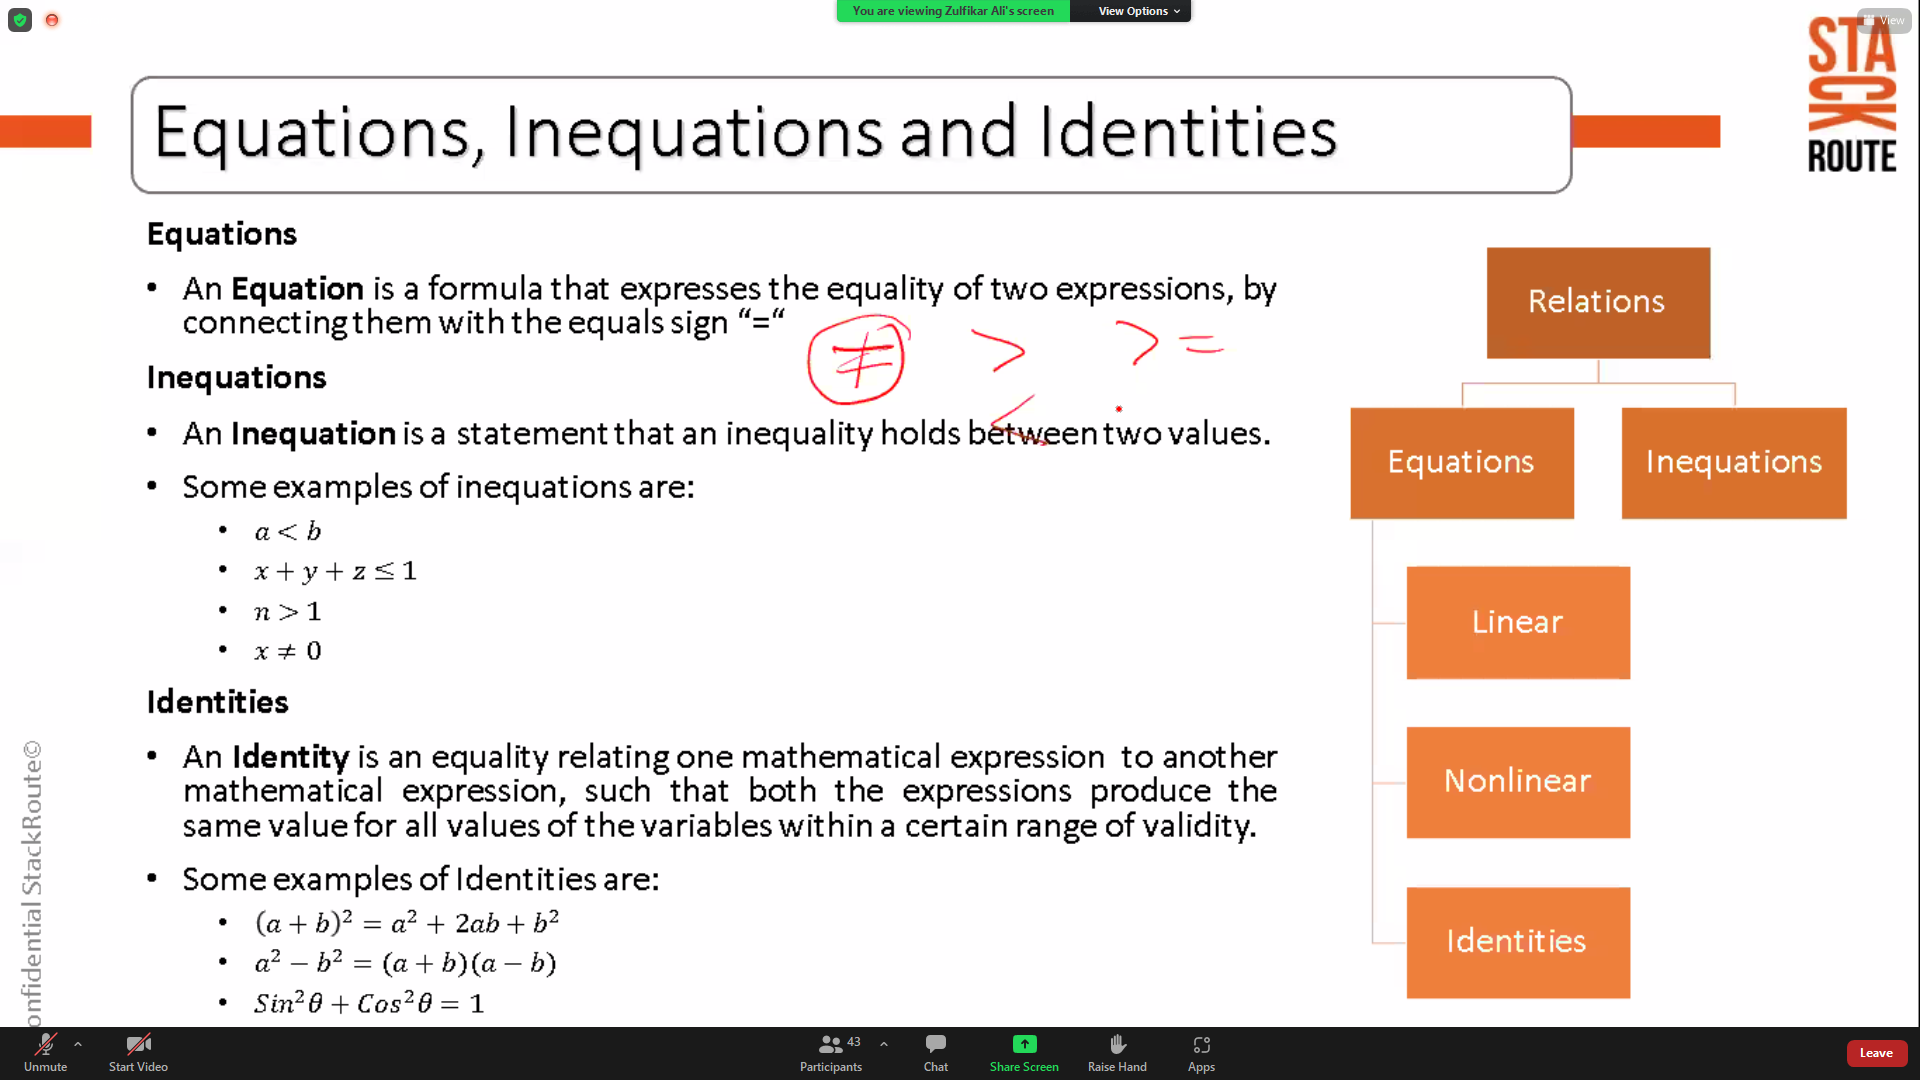 You are viewing Zulfikar Ali's screen
View Options
View
STA
CK
ROUTE
Equations, Inequations and Identities
Equations
• An Equation is a formula that expresses the equality of two expressions, by
connecting them with the equals sign “=“
≠ > > =
<
Inequations
• An Inequation is a statement that an inequality holds between two values.
• Some examples of inequations are:
• a < b
• x + y + z ≤ 1
• n > 1
• x ≠ 0
Identities
• An Identity is an equality relating one mathematical expression to another
mathematical expression, such that both the expressions produce the
same value for all values of the variables within a certain range of validity.
• Some examples of Identities are:
• (a + b)² = a² + 2ab + b²
• a² − b² = (a + b)(a − b)
• Sin²θ + Cos²θ = 1
Relations
Equations
Inequations
Linear
Nonlinear
Identities
onfidential StackRoute©
Unmute
Start Video
Participants
43
Chat
Share Screen
Raise Hand
Apps
Leave